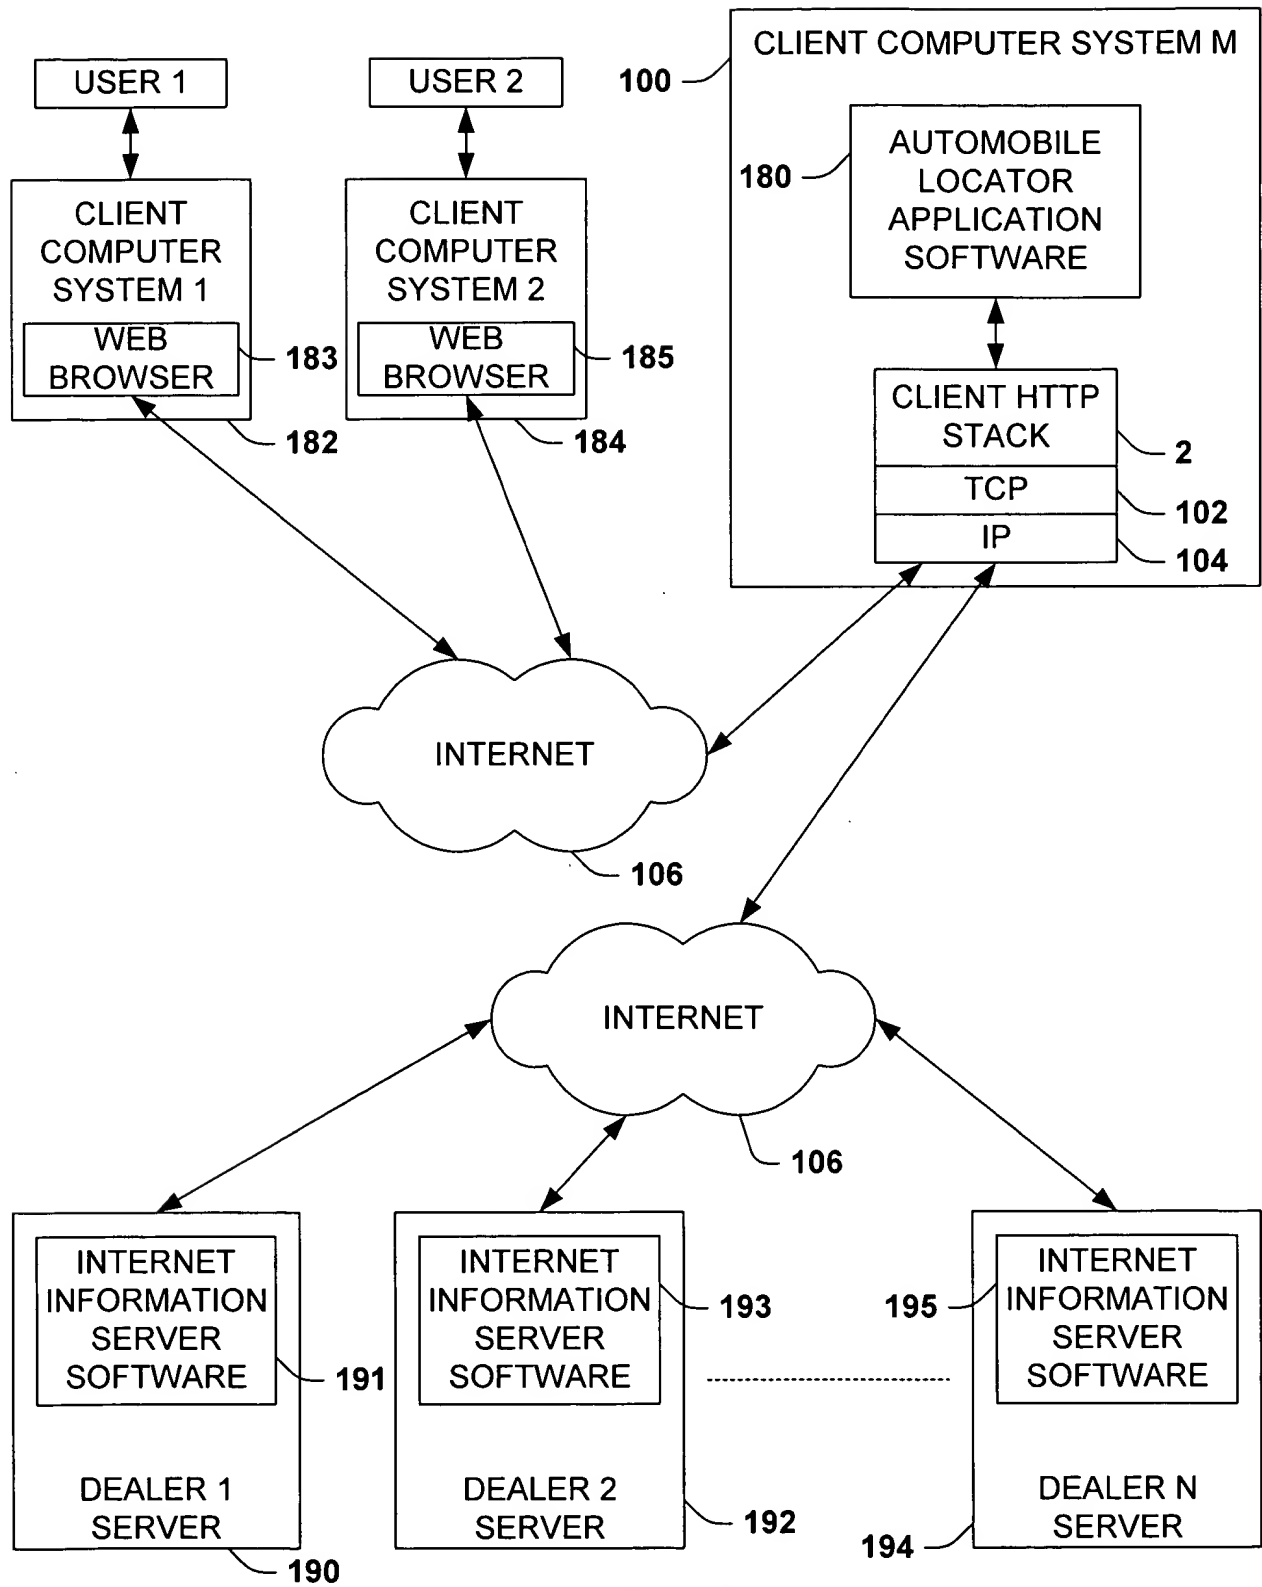 USER 1
USER 2
CLIENT COMPUTER SYSTEM M
100
AUTOMOBILE
LOCATOR
APPLICATION
SOFTWARE
180
CLIENT
COMPUTER
SYSTEM 1
WEB
BROWSER
183
182
CLIENT
COMPUTER
SYSTEM 2
WEB
BROWSER
185
184
CLIENT HTTP
STACK
2
TCP
102
IP
104
INTERNET
106
INTERNET
106
INTERNET
INFORMATION
SERVER
SOFTWARE
191
DEALER 1
SERVER
190
INTERNET
INFORMATION
SERVER
SOFTWARE
193
DEALER 2
SERVER
192
INTERNET
INFORMATION
SERVER
SOFTWARE
195
DEALER N
SERVER
194